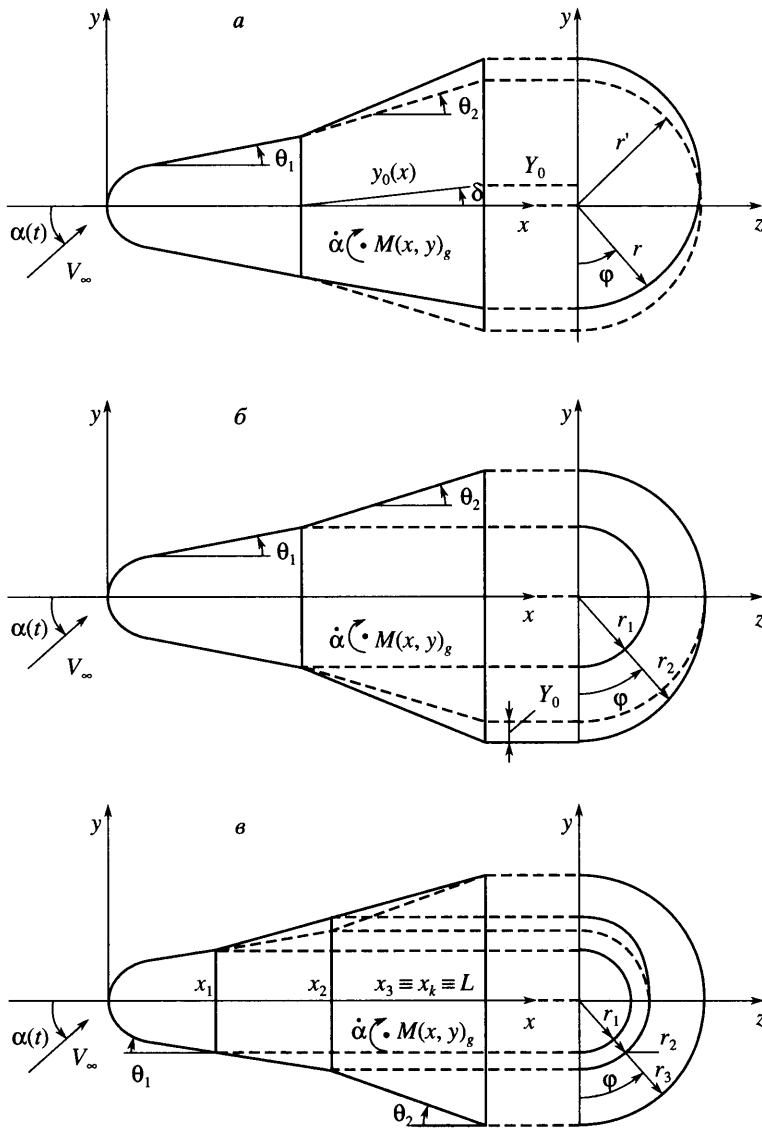 y
а
y
θ₂
θ₁
r'
y₀(x)
Y₀
δ
x
z
α(t)
α̇
M(x, y)g
r
V∞
φ
y
б
y
θ₂
θ₁
x
z
α(t)
α̇
M(x, y)g
r₁
V∞
r₂
Y₀
φ
y
в
y
x₁
x₂
x₃ ≡ xₖ ≡ L
x
z
α(t)
α̇
M(x, y)g
r₁
V∞
r₂
θ₁
φ
r₃
θ₂